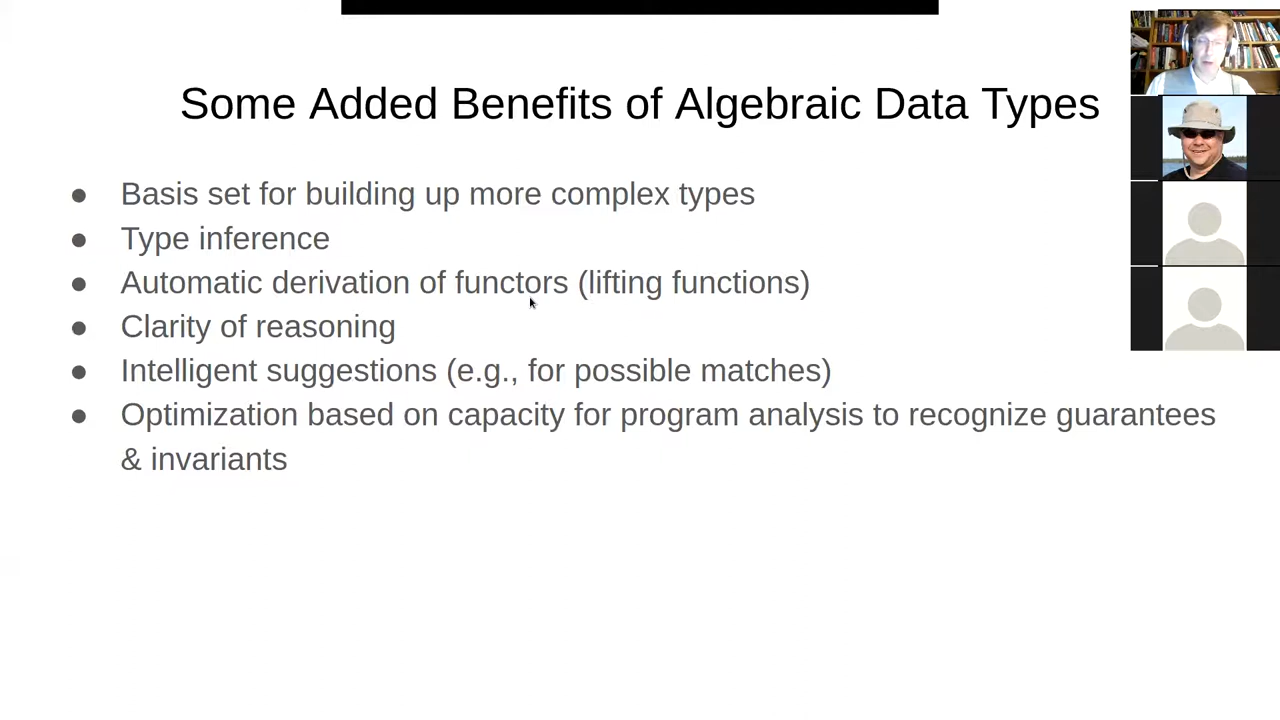 Some Added Benefits of Algebraic Data Types
● Basis set for building up more complex types
● Type inference
● Automatic derivation of functors (lifting functions)
● Clarity of reasoning
● Intelligent suggestions (e.g., for possible matches)
● Optimization based on capacity for program analysis to recognize guarantees
& invariants